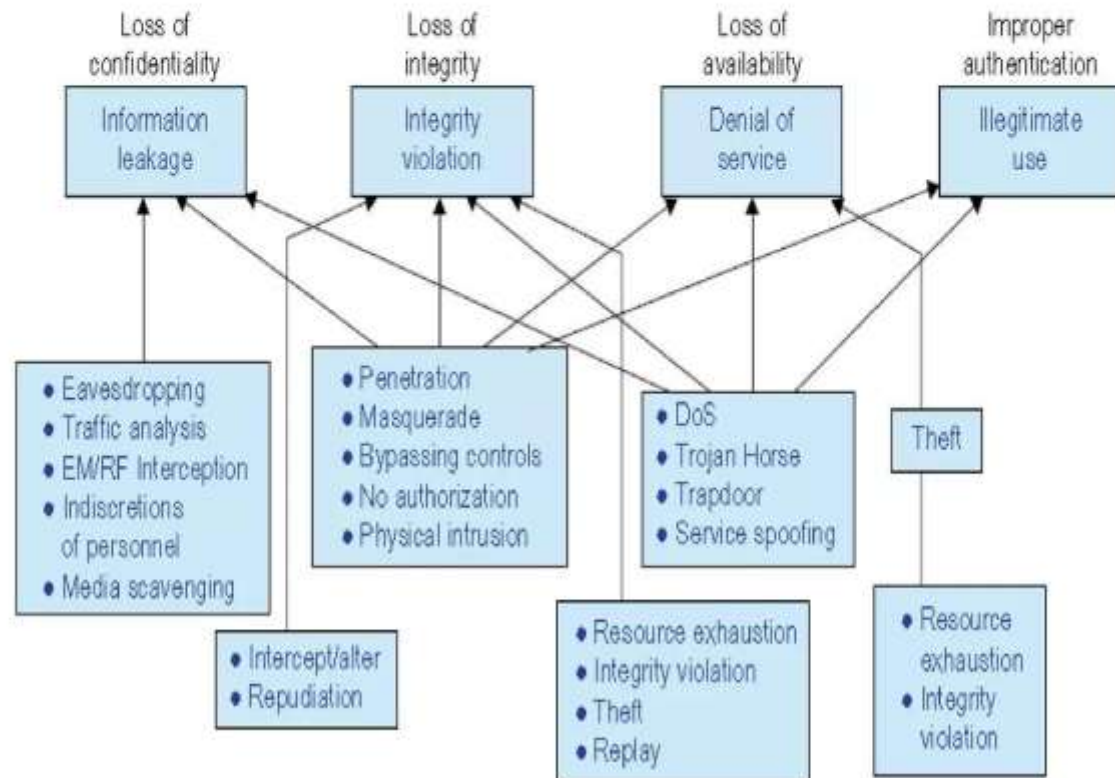 Loss of
confidentiality
Loss of
integrity
Loss of
availability
Improper
authentication
Information
leakage
Integrity
violation
Denial of
service
Illegitimate
use
• Eavesdropping
• Traffic analysis
• EM/RF Interception
• Indiscretions
of personnel
• Media scavenging
• Penetration
• Masquerade
• Bypassing controls
• No authorization
• Physical intrusion
• DoS
• Trojan Horse
• Trapdoor
• Service spoofing
Theft
• Intercept/alter
• Repudiation
• Resource exhaustion
• Integrity violation
• Theft
• Replay
• Resource
exhaustion
• Integrity
violation